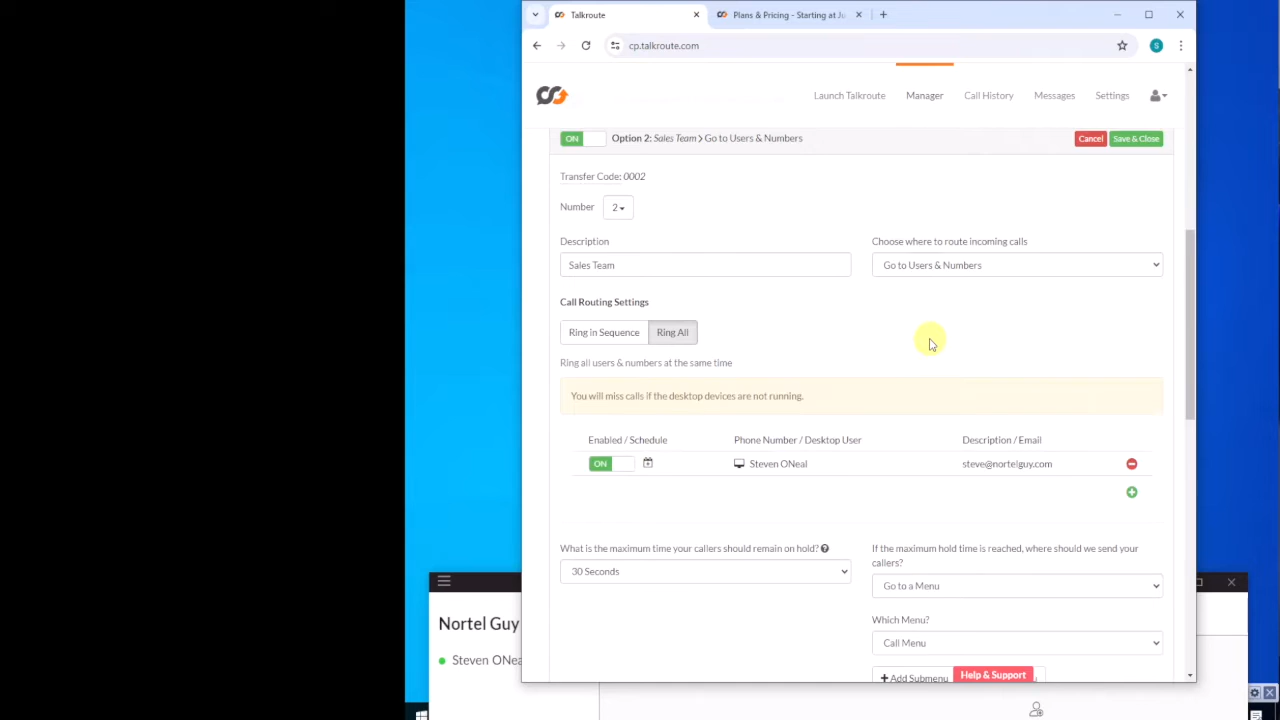 Talkroute
Plans & Pricing - Starting at Ju
cp.talkroute.com
S
Launch Talkroute
Manager
Call History
Messages
Settings
ON
Option 2: Sales Team > Go to Users & Numbers
Cancel
Save & Close
Transfer Code: 0002
Number
2
Description
Choose where to route incoming calls
Sales Team
Go to Users & Numbers
Call Routing Settings
Ring in Sequence
Ring All
Ring all users & numbers at the same time
You will miss calls if the desktop devices are not running.
Enabled / Schedule
Phone Number / Desktop User
Description / Email
ON
Steven ONeal
steve@nortelguy.com
What is the maximum time your callers should remain on hold?
If the maximum hold time is reached, where should we send your
callers?
30 Seconds
Go to a Menu
Which Menu?
Call Menu
Add Submenu
Help & Support
Nortel Guy
Steven ONea